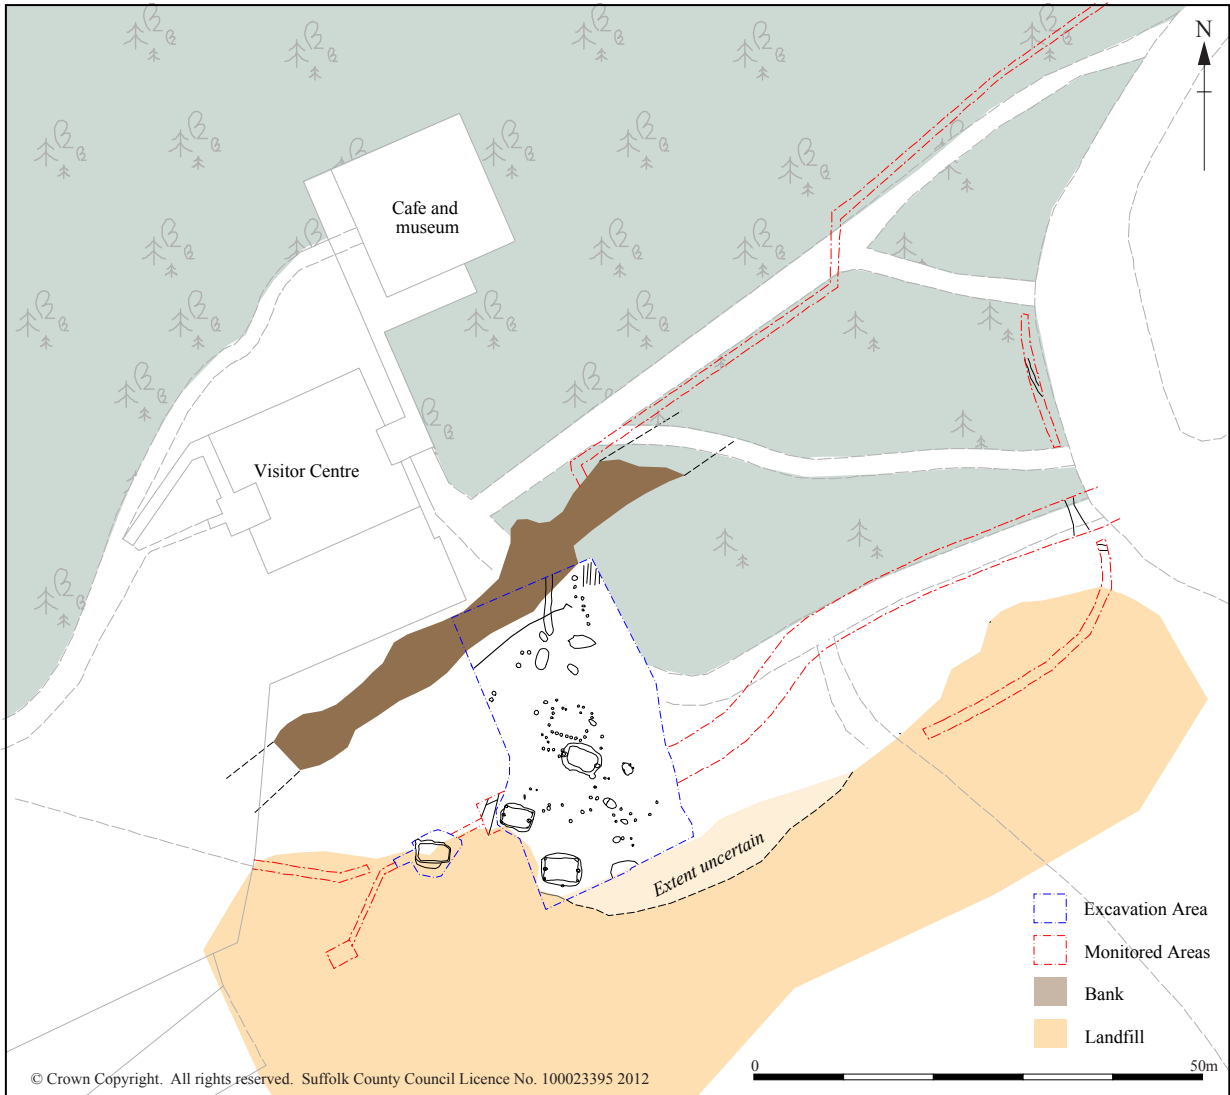 N
Cafe and
museum
Visitor Centre
Extent uncertain
Excavation Area
Monitored Areas
Bank
Landfill
0 50m
© Crown Copyright. All rights reserved. Suffolk County Council Licence No. 100023395 2012